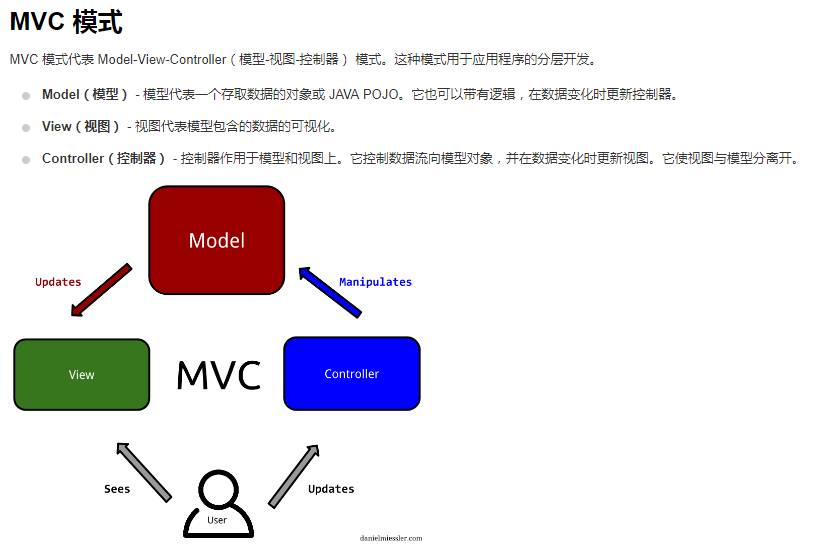 MVC 模式
MVC 模式代表 Model-View-Controller（模型-视图-控制器） 模式。这种模式用于应用程序的分层开发。
Model（模型） - 模型代表一个存取数据的对象或 JAVA POJO。它也可以带有逻辑，在数据变化时更新控制器。
View（视图） - 视图代表模型包含的数据的可视化。
Controller（控制器） - 控制器作用于模型和视图上。它控制数据流向模型对象，并在数据变化时更新视图。它使视图与模型分离开。
Model
Updates
Manipulates
View
MVC
Controller
Sees
Updates
User
danielmiessler.com